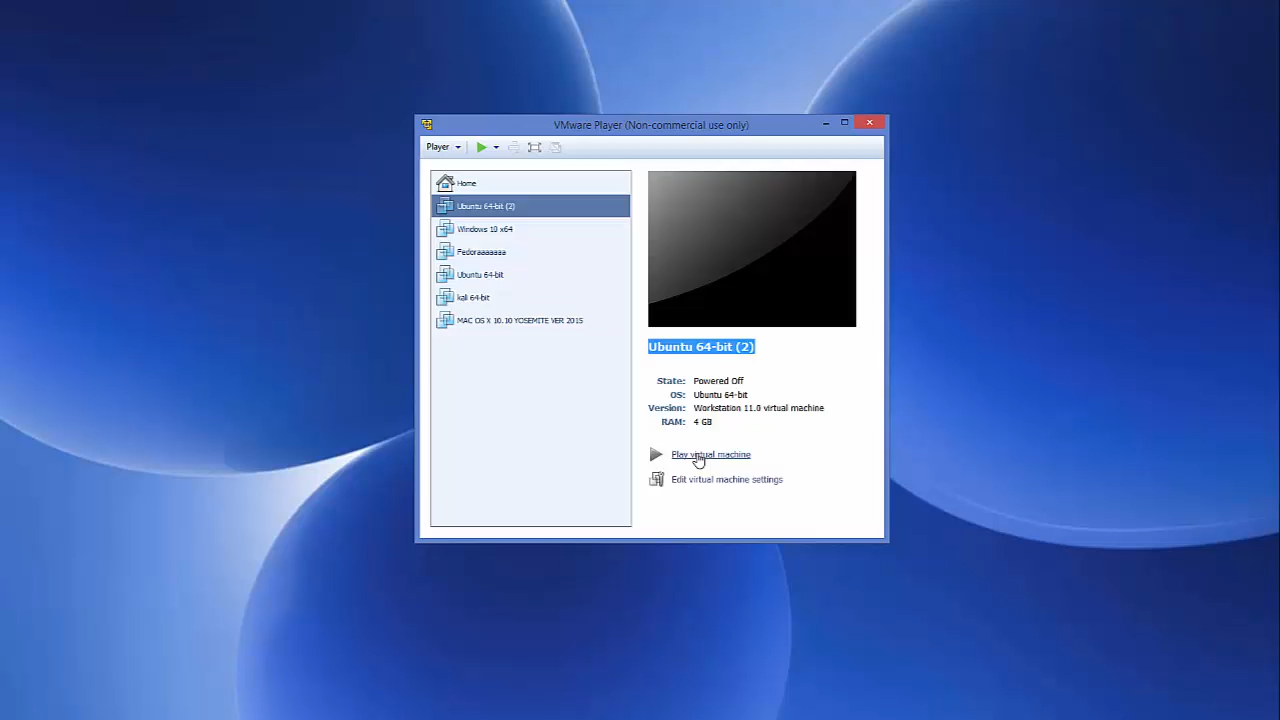 VMware Player (Non-commercial use only)
Player
Home
Ubuntu 64-bit (2)
Windows 10 x64
Fedoraaaaaaa
Ubuntu 64-bit
kali 64-bit
MAC OS X 10.10 YOSEMITE VER 2015
Ubuntu 64-bit (2)
State: Powered Off
OS: Ubuntu 64-bit
Version: Workstation 11.0 virtual machine
RAM: 4 GB
Play virtual machine
Edit virtual machine settings